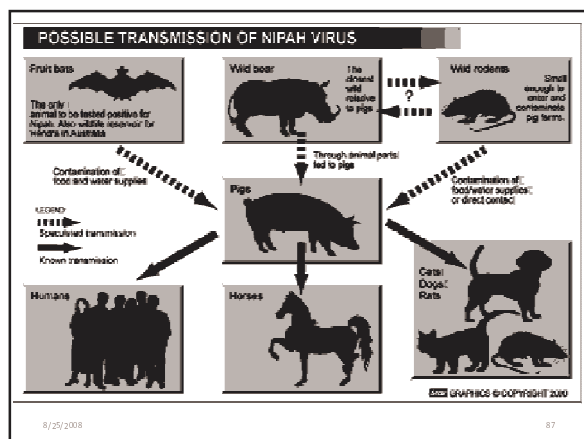 POSSIBLE TRANSMISSION OF NIPAH VIRUS
Fruit bats
The only
animal to be tested positive for
Nipah. Also wildlife reservoir for
Hendra in Australia
Wild boar
The
closest
wild
relative
to pigs
?
Wild rodents
Small
enough to
enter and
contaminate
pig farms.
Contamination of
food and water supplies
Through animal parts
fed to pigs
Contamination of
food/water supplies
or direct contact
Pigs
LEGEND
Speculated transmission
Known transmission
Humans
Horses
Cats
Dogs
Rats
GRAPHICS © COPYRIGHT 2000
8/25/2008
87